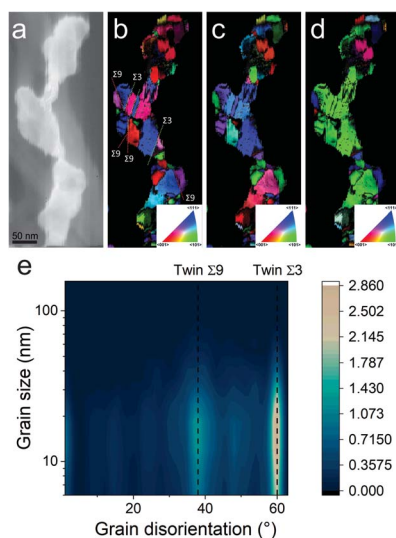 a b c d
50 nm
Σ9 Σ3
Σ3
Σ9 Σ9
Σ9
<111> <111> <111>
<001> <101> <001> <101> <001> <101>
e
Twin Σ9 Twin Σ3
Grain size (nm)
100
10
0 20 40 60
Grain disorientation (°)
2.860
2.502
2.145
1.787
1.430
1.073
0.7150
0.3575
0.000